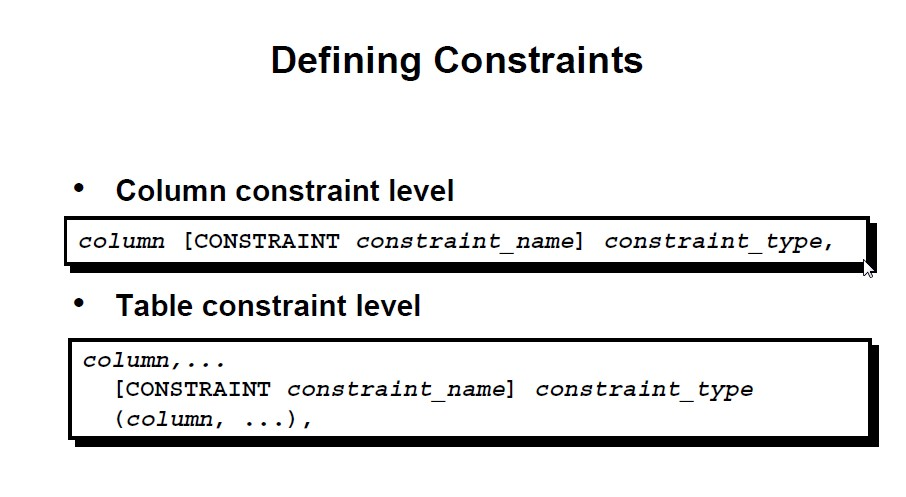 Defining Constraints
• Column constraint level
column [CONSTRAINT constraint_name] constraint_type,
• Table constraint level
column,...
[CONSTRAINT constraint_name] constraint_type
(column, ...),